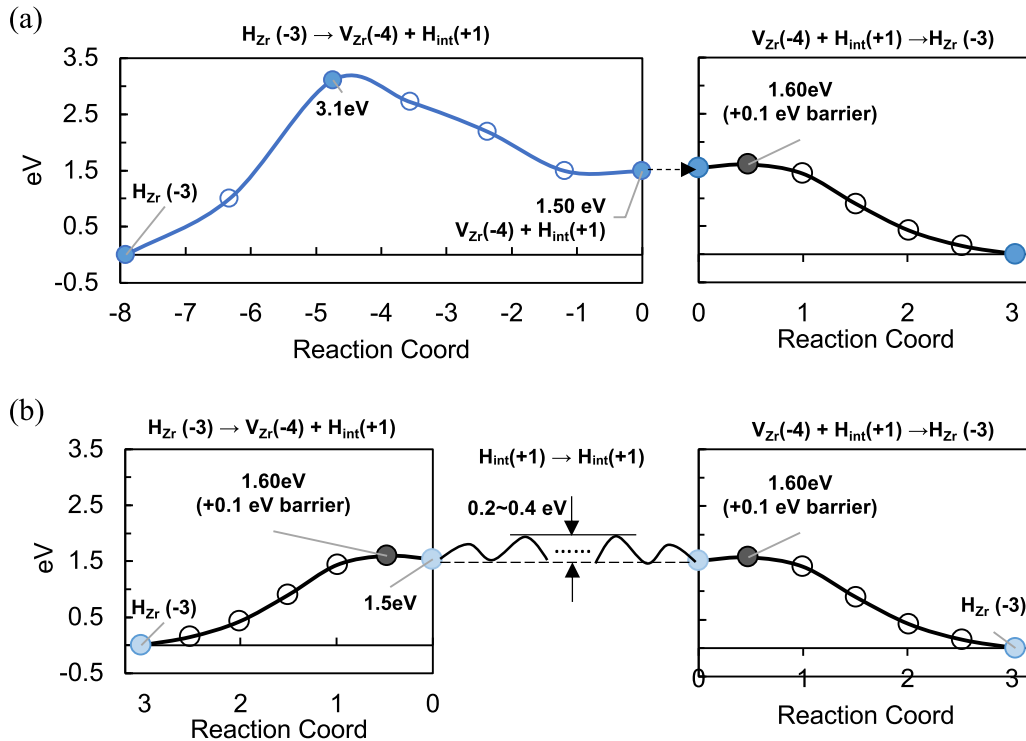 (a)
H_Zr (-3) → V_Zr(-4) + H_int(+1)
3.5
2.5
1.5
0.5
-0.5
eV
3.1eV
H_Zr (-3)
1.50 eV
V_Zr(-4) + H_int(+1)
-8 -7 -6 -5 -4 -3 -2 -1 0
Reaction Coord
V_Zr(-4) + H_int(+1) →H_Zr (-3)
1.60eV
(+0.1 eV barrier)
0 1 2 3
Reaction Coord
(b)
H_Zr (-3) → V_Zr(-4) + H_int(+1)
3.5
2.5
1.5
0.5
-0.5
eV
1.60eV
(+0.1 eV barrier)
H_Zr (-3)
1.5eV
3 2 1 0
Reaction Coord
H_int(+1) → H_int(+1)
0.2~0.4 eV
......
V_Zr(-4) + H_int(+1) →H_Zr (-3)
1.60eV
(+0.1 eV barrier)
H_Zr (-3)
0 1 2 3
Reaction Coord